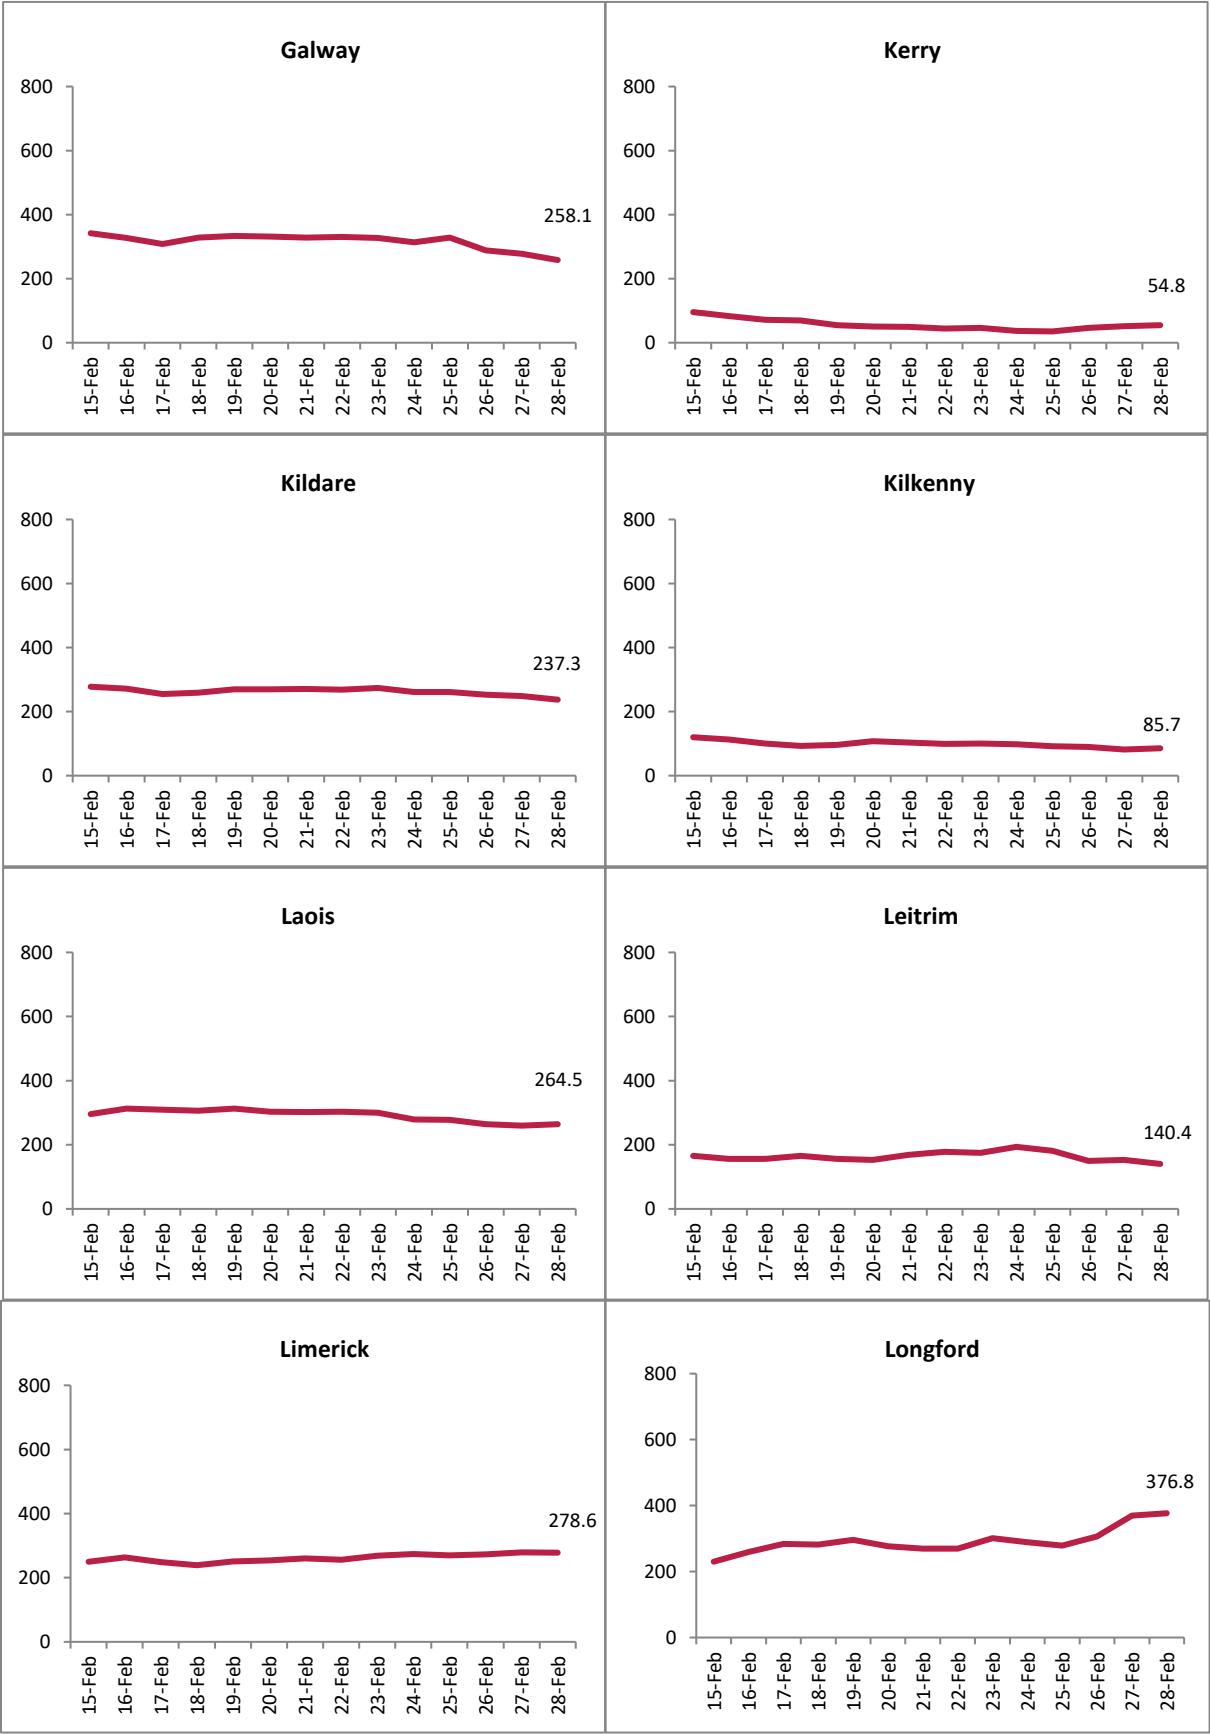 Galway
800
600
400
200
0
258.1
15-Feb
16-Feb
17-Feb
18-Feb
19-Feb
20-Feb
21-Feb
22-Feb
23-Feb
24-Feb
25-Feb
26-Feb
27-Feb
28-Feb
Kerry
800
600
400
200
0
54.8
15-Feb
16-Feb
17-Feb
18-Feb
19-Feb
20-Feb
21-Feb
22-Feb
23-Feb
24-Feb
25-Feb
26-Feb
27-Feb
28-Feb
Kildare
800
600
400
200
0
237.3
15-Feb
16-Feb
17-Feb
18-Feb
19-Feb
20-Feb
21-Feb
22-Feb
23-Feb
24-Feb
25-Feb
26-Feb
27-Feb
28-Feb
Kilkenny
800
600
400
200
0
85.7
15-Feb
16-Feb
17-Feb
18-Feb
19-Feb
20-Feb
21-Feb
22-Feb
23-Feb
24-Feb
25-Feb
26-Feb
27-Feb
28-Feb
Laois
800
600
400
200
0
264.5
15-Feb
16-Feb
17-Feb
18-Feb
19-Feb
20-Feb
21-Feb
22-Feb
23-Feb
24-Feb
25-Feb
26-Feb
27-Feb
28-Feb
Leitrim
800
600
400
200
0
140.4
15-Feb
16-Feb
17-Feb
18-Feb
19-Feb
20-Feb
21-Feb
22-Feb
23-Feb
24-Feb
25-Feb
26-Feb
27-Feb
28-Feb
Limerick
800
600
400
200
0
278.6
15-Feb
16-Feb
17-Feb
18-Feb
19-Feb
20-Feb
21-Feb
22-Feb
23-Feb
24-Feb
25-Feb
26-Feb
27-Feb
28-Feb
Longford
800
600
400
200
0
376.8
15-Feb
16-Feb
17-Feb
18-Feb
19-Feb
20-Feb
21-Feb
22-Feb
23-Feb
24-Feb
25-Feb
26-Feb
27-Feb
28-Feb